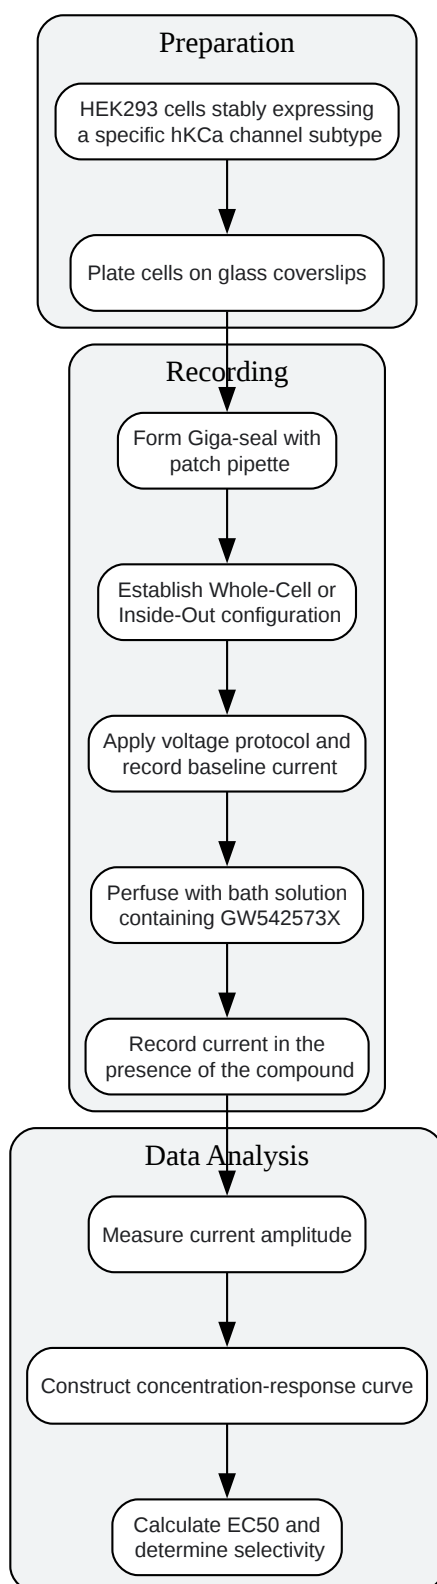 Preparation
HEK293 cells stably expressing
a specific hKCa channel subtype
Plate cells on glass coverslips
Recording
Form Giga-seal with
patch pipette
Establish Whole-Cell or
Inside-Out configuration
Apply voltage protocol and
record baseline current
Perfuse with bath solution
containing GW542573X
Record current in the
presence of the compound
Data Analysis
Measure current amplitude
Construct concentration-response curve
Calculate EC50 and
determine selectivity